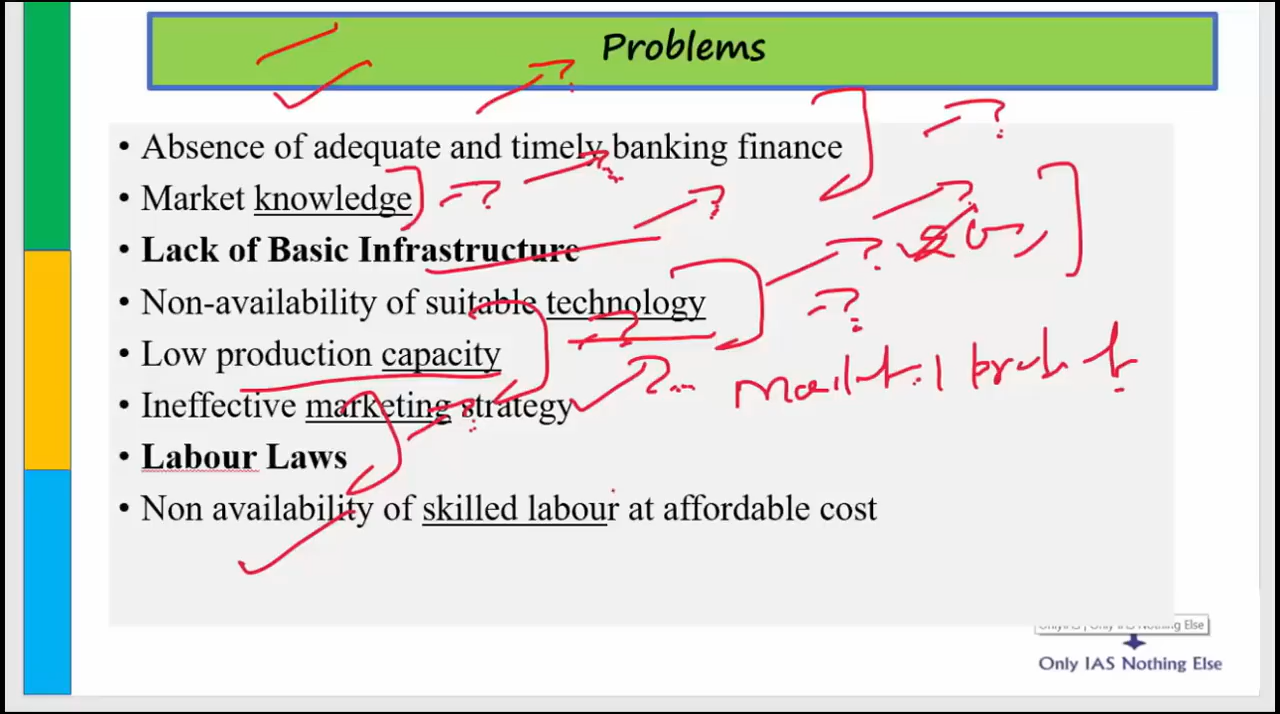 Problems
• Absence of adequate and timely banking finance
• Market knowledge
• Lack of Basic Infrastructure
• Non-availability of suitable technology
• Low production capacity
• Ineffective marketing strategy
• Labour Laws
• Non availability of skilled labour at affordable cost
Only IAS Nothing Else